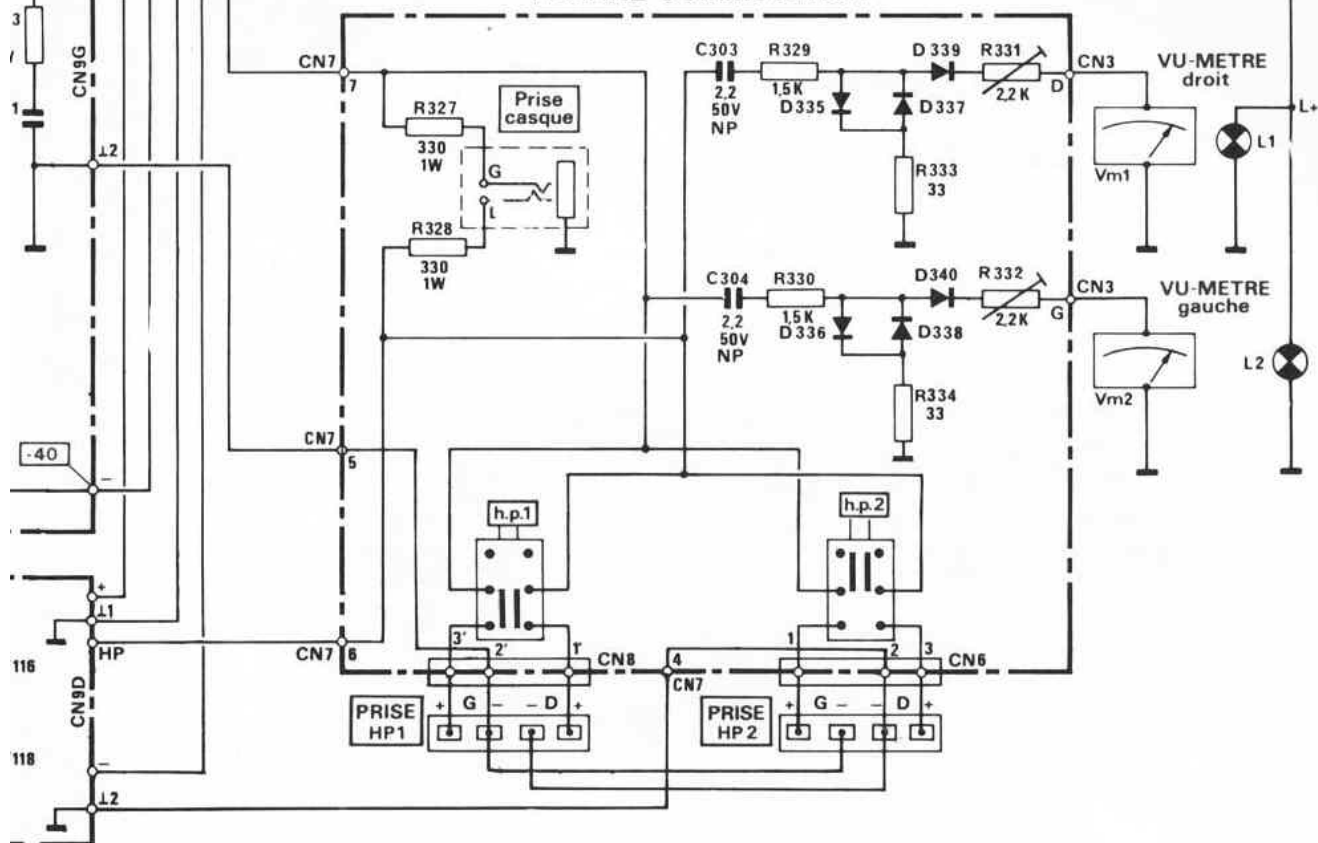 3
CN9G
1
⊥2
-40
−
+
⊥1
HP
116
CN9D
118
−
⊥2
CN7
7
R327
330
1W
Prise
casque
G
L
R328
330
1W
CN7
5
CN7
6
C303
2,2
50V
NP
R329
1,5K
D335
D339
D337
R331
2,2K
R333
33
CN3
D
VU-METRE
droit
Vm1
L1
L+
C304
2,2
50V
NP
R330
1,5K
D336
D340
D338
R332
2,2K
R334
33
CN3
G
VU-METRE
gauche
Vm2
L2
h.p.1
h.p.2
3'
2'
1'
CN8
4
CN7
1
2
3
CN6
PRISE
HP1
+ G − − D +
PRISE
HP2
+ G − − D +